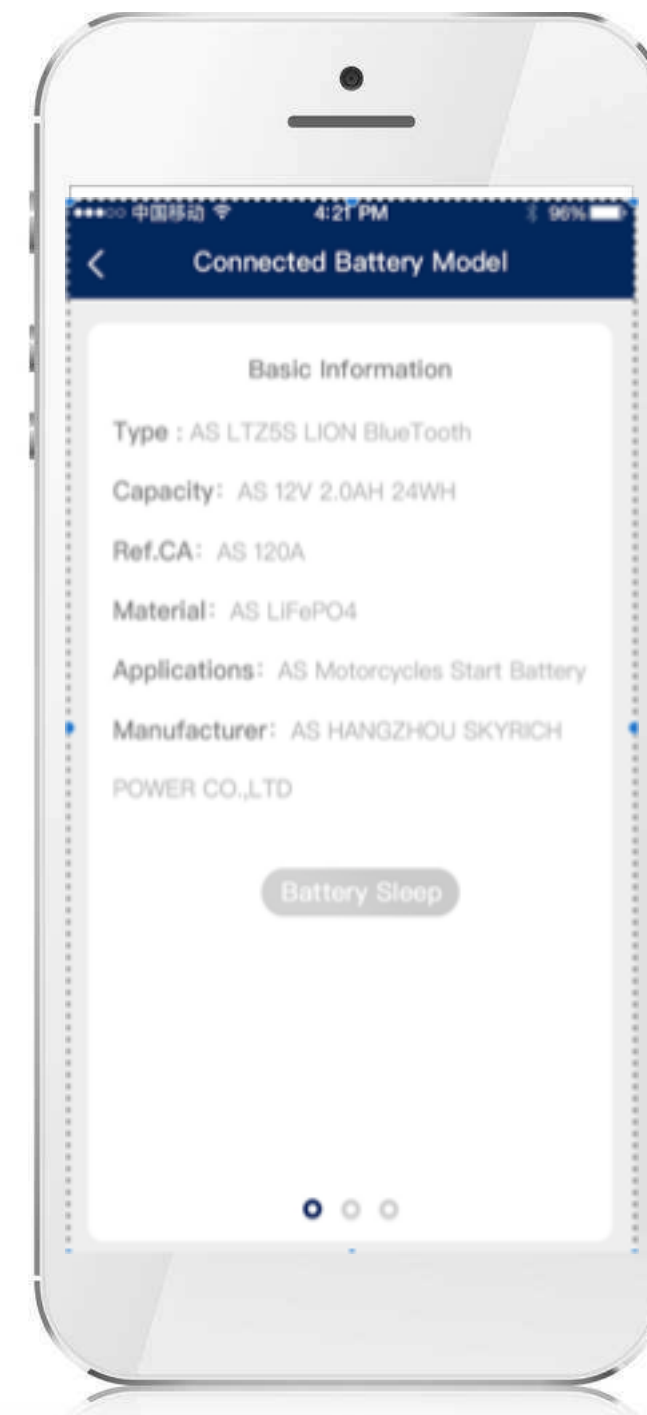 中国移动 4:21 PM 96%
Connected Battery Model
Basic Information
Type : AS LTZ5S LION BlueTooth
Capacity: AS 12V 2.0AH 24WH
Ref.CA: AS 120A
Material: AS LiFePO4
Applications: AS Motorcycles Start Battery
Manufacturer: AS HANGZHOU SKYRICH
POWER CO.,LTD
Battery Sleep